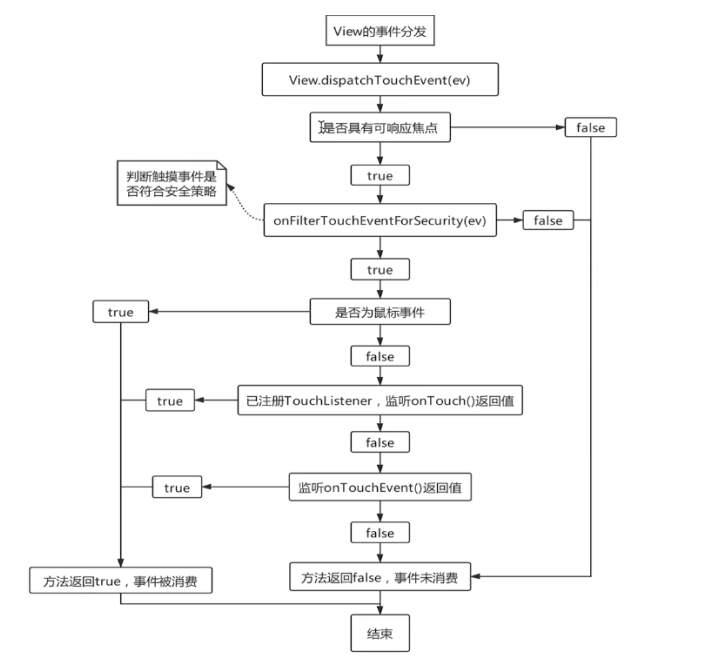 View的事件分发
View.dispatchTouchEvent(ev)
是否具有可响应焦点
false
true
判断触摸事件是
否符合安全策略
onFilterTouchEventForSecurity(ev)
false
true
true
是否为鼠标事件
false
true
已注册TouchListener，监听onTouch()返回值
false
true
监听onTouchEvent()返回值
false
方法返回true，事件被消费
方法返回false，事件未消费
结束